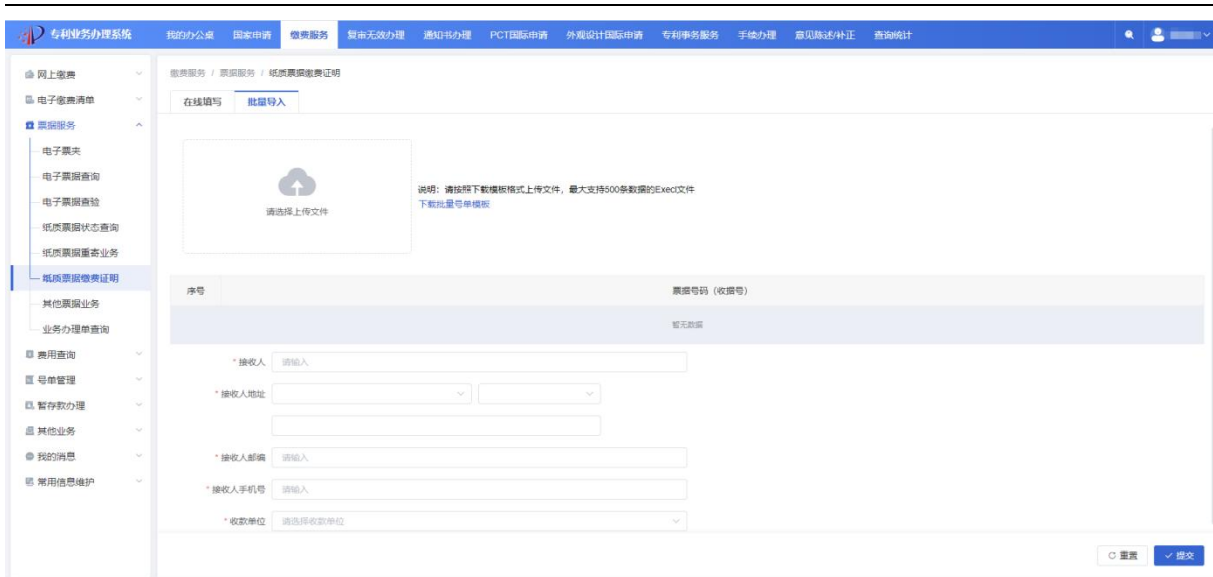 专利业务办理系统
我的办公桌 国家申请 缴费服务 复审无效办理 通知书办理 PCT国际申请 外观设计国际申请 专利事务服务 手续办理 意见陈述/补正 查询统计
网上缴费
电子缴费清单
票据服务
电子票夹
电子票据查询
电子票据查验
纸质票据状态查询
纸质票据重寄业务
纸质票据缴费证明
其他票据业务
业务办理单查询
费用查询
号单管理
暂存款办理
其他业务
我的消息
常用信息维护
缴费服务 / 票据服务 / 纸质票据缴费证明
在线填写 批量导入
请选择上传文件
说明：请按照下载模板格式上传文件，最大支持500条数据的Execl文件
下载批量号单模板
序号 票据号码（收据号）
暂无数据
* 接收人 请输入
* 接收人地址
* 接收人邮编 请输入
* 接收人手机号 请输入
* 收款单位 请选择收款单位
重置 提交